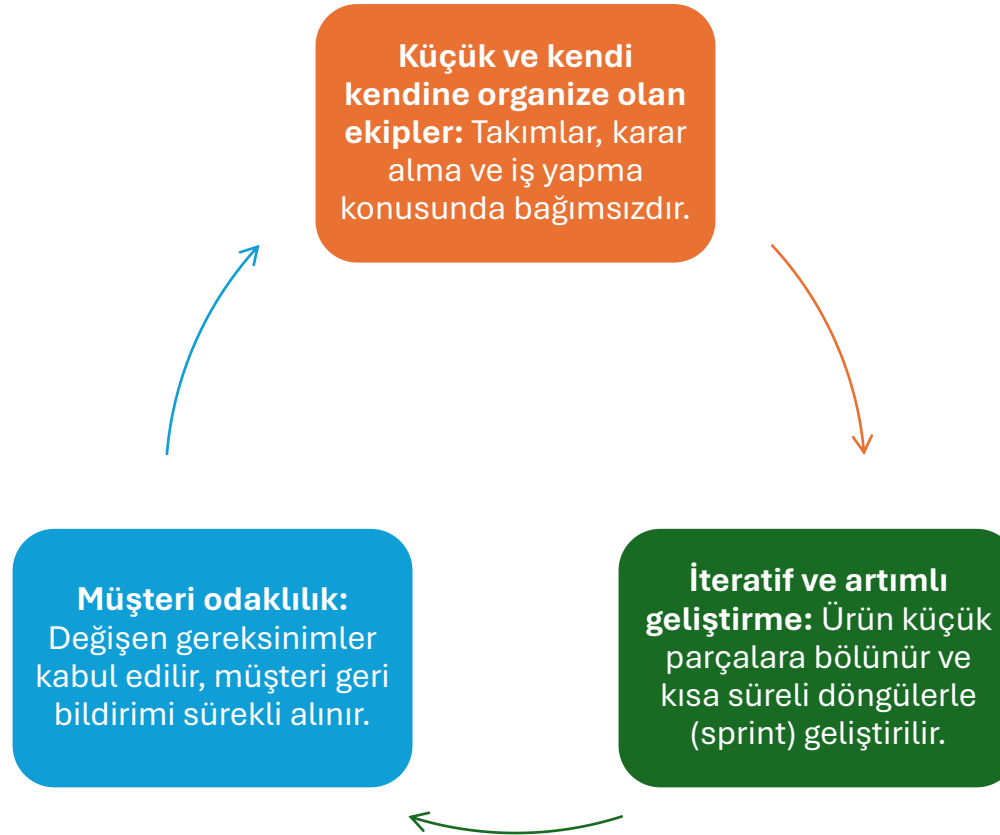 Küçük ve kendi
kendine organize olan
ekipler: Takımlar, karar
alma ve iş yapma
konusunda bağımsızdır.
İteratif ve artımlı
geliştirme: Ürün küçük
parçalara bölünür ve
kısa süreli döngülerle
(sprint) geliştirilir.
Müşteri odaklılık:
Değişen gereksinimler
kabul edilir, müşteri geri
bildirimi sürekli alınır.